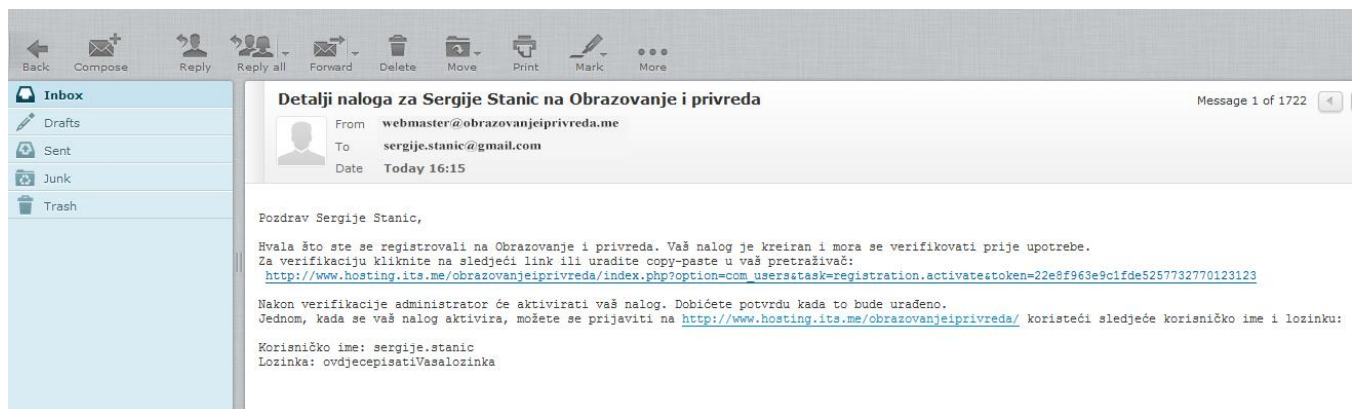 Back Compose Reply Reply all Forward Delete Move Print Mark More
Inbox
Drafts
Sent
Junk
Trash
Detalji naloga za Sergije Stanic na Obrazovanje i privreda
Message 1 of 1722
From webmaster@obrazovanjeiprivreda.me
To sergije.stanic@gmail.com
Date Today 16:15
Pozdrav Sergije Stanic,
Hvala što ste se registrovali na Obrazovanje i privreda. Vaš nalog je kreiran i mora se verifikovati prije upotrebe.
Za verifikaciju kliknite na sledjeći link ili uradite copy-paste u vaš pretraživač:
http://www.hosting.its.me/obrazovanjeiprivreda/index.php?option=com_users&task=registration.activate&token=22e8f963e9c1fde5257732770123123
Nakon verifikacije administrator će aktivirati vaš nalog. Dobićete potvrdu kada to bude urađeno.
Jednom, kada se vaš nalog aktivira, možete se prijaviti na http://www.hosting.its.me/obrazovanjeiprivreda/ koristeći sledjeće korisničko ime i lozinku:
Korisničko ime: sergije.stanic
Lozinka: ovdjecepisatiVasalozinka